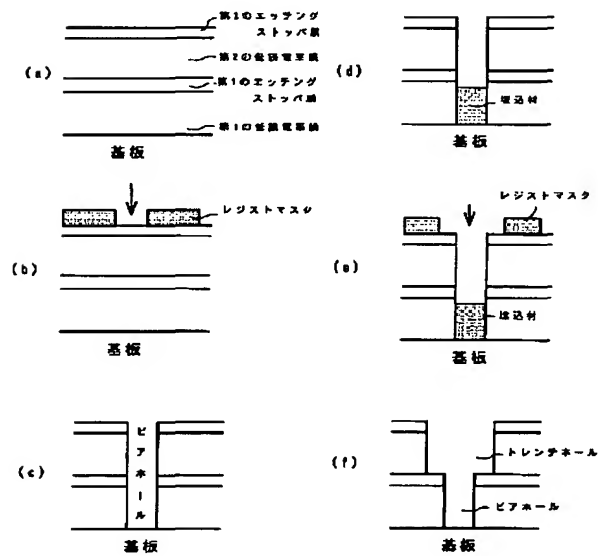 (a)
第2のエッチング
ストッパ層
第2の低誘電率膜
第1のエッチング
ストッパ層
第1の低誘電率膜
基板
(b)
レジストマスク
基板
(c)
ビアホール
基板
(d)
埋込材
基板
(e)
レジストマスク
埋込材
基板
(f)
トレンチホール
ビアホール
基板